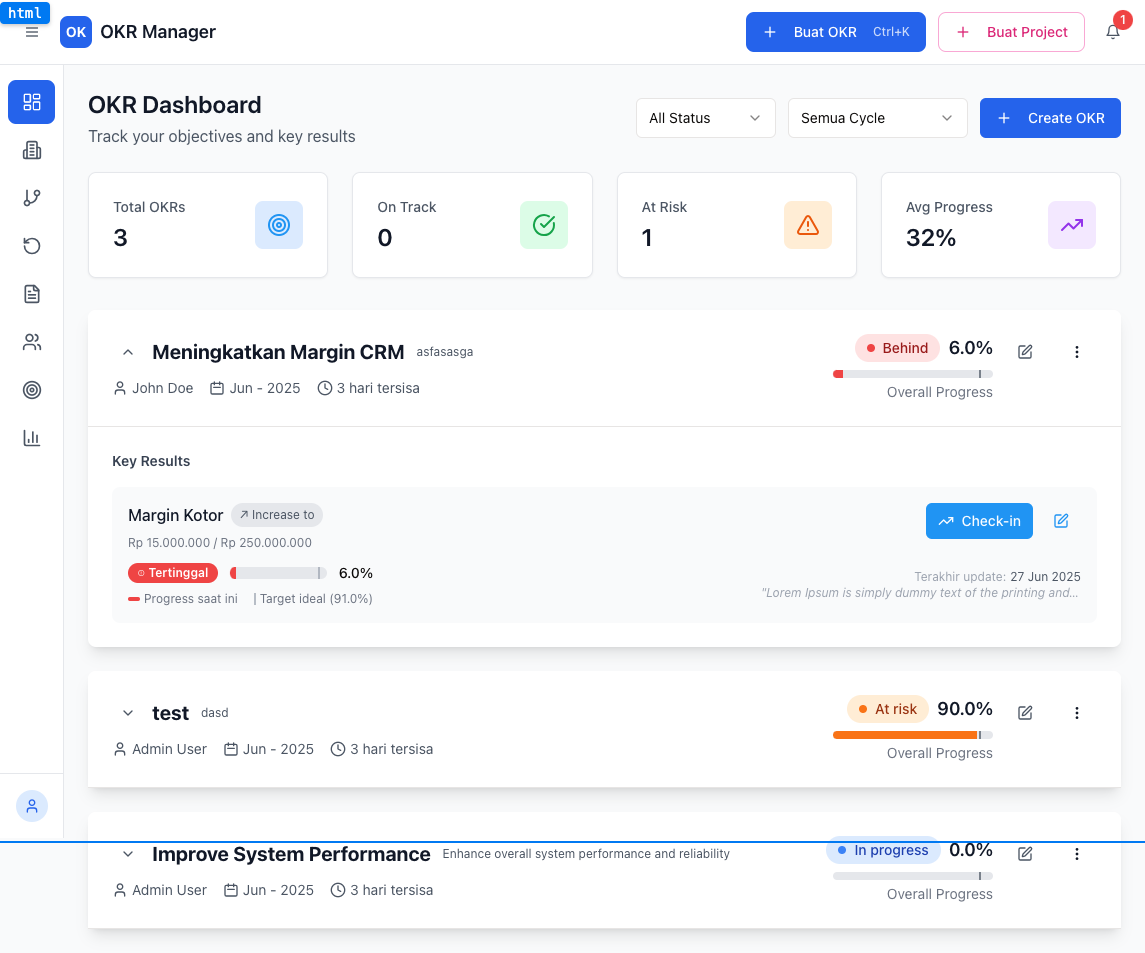 html
OK OKR Manager
Buat OKR Ctrl+K
Buat Project
1
OKR Dashboard
Track your objectives and key results
All Status
Semua Cycle
Create OKR
Total OKRs
3
On Track
0
At Risk
1
Avg Progress
32%
Meningkatkan Margin CRM asfasasga
Behind 6.0%
John Doe Jun - 2025 3 hari tersisa
Overall Progress
Key Results
Margin Kotor Increase to
Check-in
Rp 15.000.000 / Rp 250.000.000
Tertinggal 6.0%
Terakhir update: 27 Jun 2025
Progress saat ini | Target ideal (91.0%)
"Lorem Ipsum is simply dummy text of the printing and...
test dasd
At risk 90.0%
Admin User Jun - 2025 3 hari tersisa
Overall Progress
Improve System Performance Enhance overall system performance and reliability
In progress 0.0%
Admin User Jun - 2025 3 hari tersisa
Overall Progress